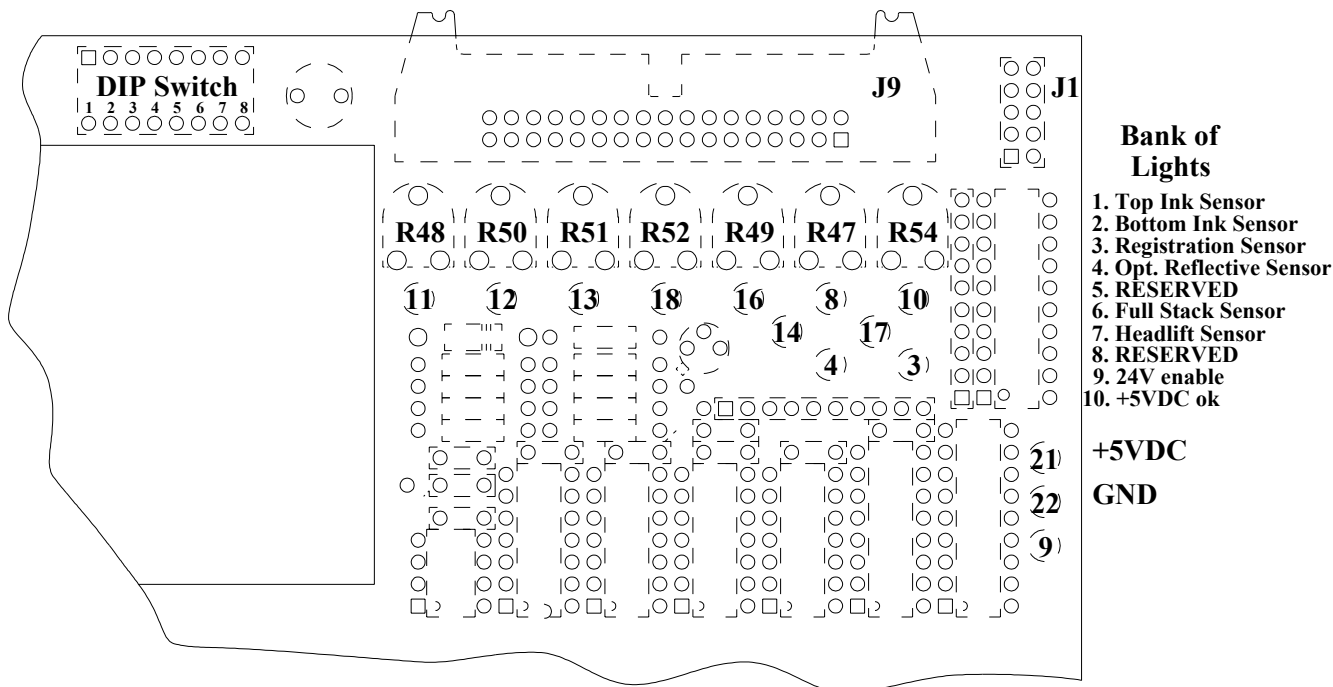 DIP Switch
1 2 3 4 5 6 7 8
J9
J1
R48 R50 R51 R52 R49 R47 R54
11 12 13 18 16 8 10
14 17
4 3
21
22
9
Bank of
Lights
1. Top Ink Sensor
2. Bottom Ink Sensor
3. Registration Sensor
4. Opt. Reflective Sensor
5. RESERVED
6. Full Stack Sensor
7. Headlift Sensor
8. RESERVED
9. 24V enable
10. +5VDC ok
+5VDC
GND